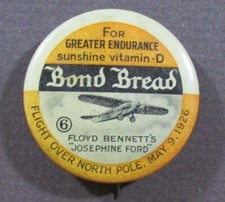 FOR
GREATER ENDURANCE
sunshine vitamin-D
Bond Bread
6
FLOYD BENNETT'S
"JOSEPHINE FORD"
FLIGHT OVER NORTH POLE. MAY 9, 1926